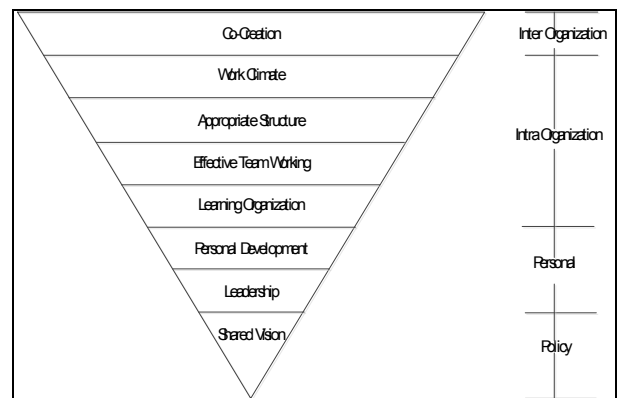 Co-Creation
Inter Organization
Work Climate
Appropriate Structure
Intra Organization
Effective Team Working
Learning Organization
Personal Development
Personal
Leadership
Shared Vision
Policy